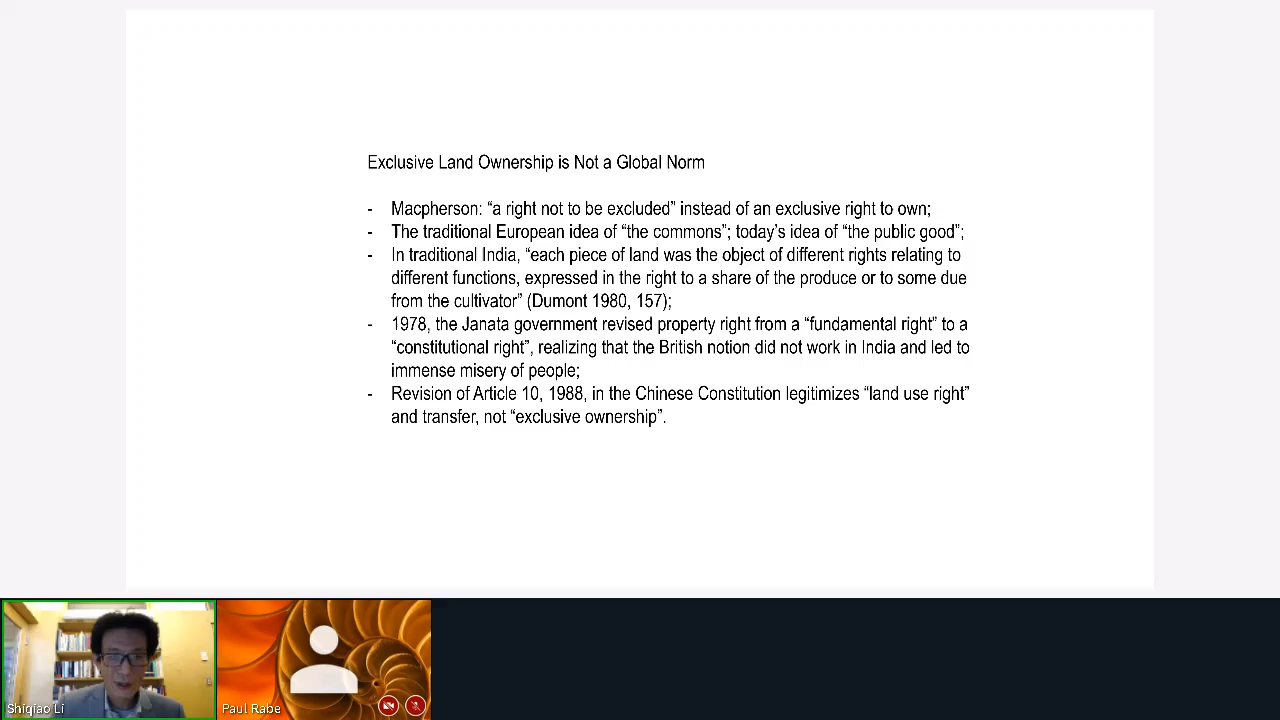 Exclusive Land Ownership is Not a Global Norm
- Macpherson: “a right not to be excluded” instead of an exclusive right to own;
- The traditional European idea of “the commons”; today’s idea of “the public good”;
- In traditional India, “each piece of land was the object of different rights relating to
different functions, expressed in the right to a share of the produce or to some due
from the cultivator” (Dumont 1980, 157);
- 1978, the Janata government revised property right from a “fundamental right” to a
“constitutional right”, realizing that the British notion did not work in India and led to
immense misery of people;
- Revision of Article 10, 1988, in the Chinese Constitution legitimizes “land use right”
and transfer, not “exclusive ownership”.
Shiqiao Li
Paul Rabe